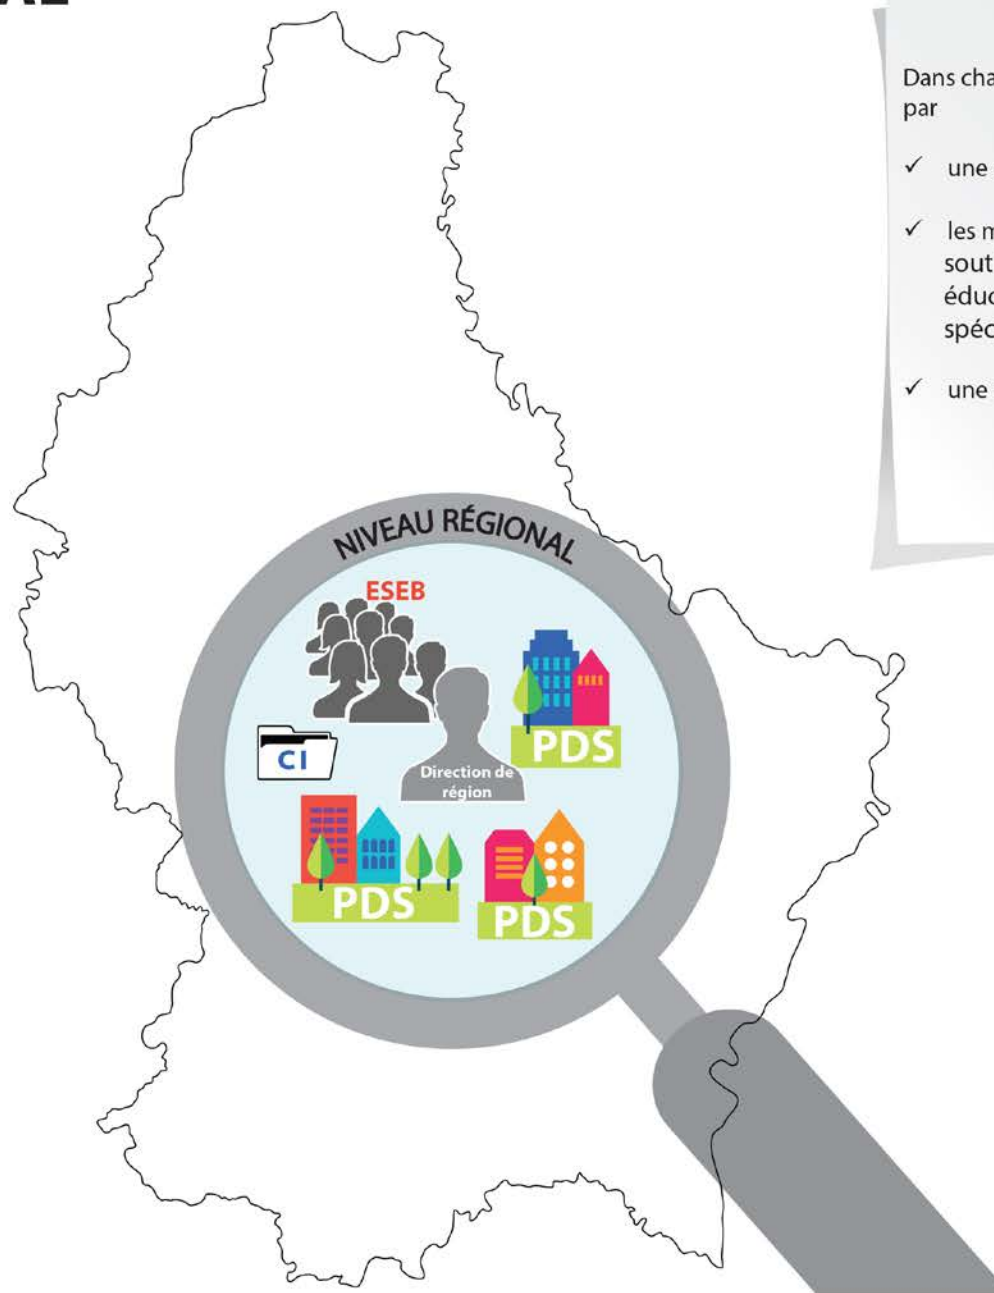 Dans cha
par
✓ une
✓ les m
sout
éduc
spéc
✓ une
NIVEAU RÉGIONAL
ESEB
PDS
CI
Direction de
région
PDS
PDS